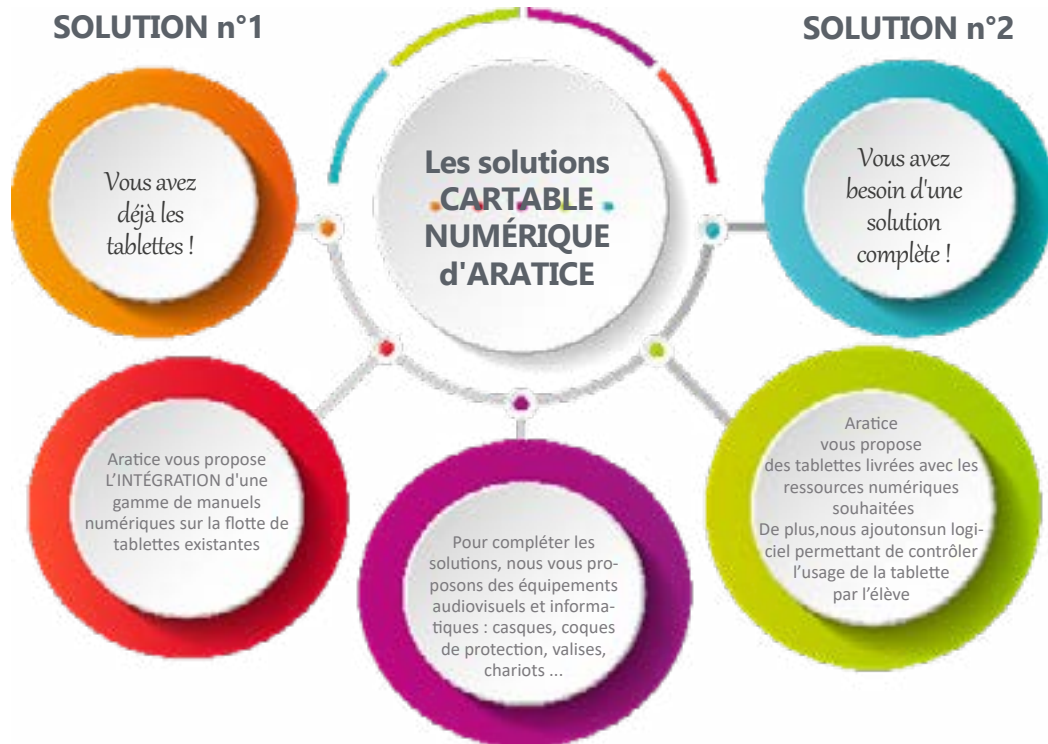 SOLUTION n°1
SOLUTION n°2
Les solutions
CARTABLE
NUMÉRIQUE
d'ARATICE
Vous avez
déjà les
tablettes !
Vous avez
besoin d'une
solution
complète !
Aratice vous propose
L'INTÉGRATION d'une
gamme de manuels
numériques sur la flotte de
tablettes existantes
Pour compléter les
solutions, nous vous pro-
posons des équipements
audiovisuels et informa-
tiques : casques, coques
de protection, valises,
chariots ...
Aratice
vous propose
des tablettes livrées avec les
ressources numériques
souhaitées
De plus,nous ajoutonsun logi-
ciel permettant de contrôler
l’usage de la tablette
par l’élève